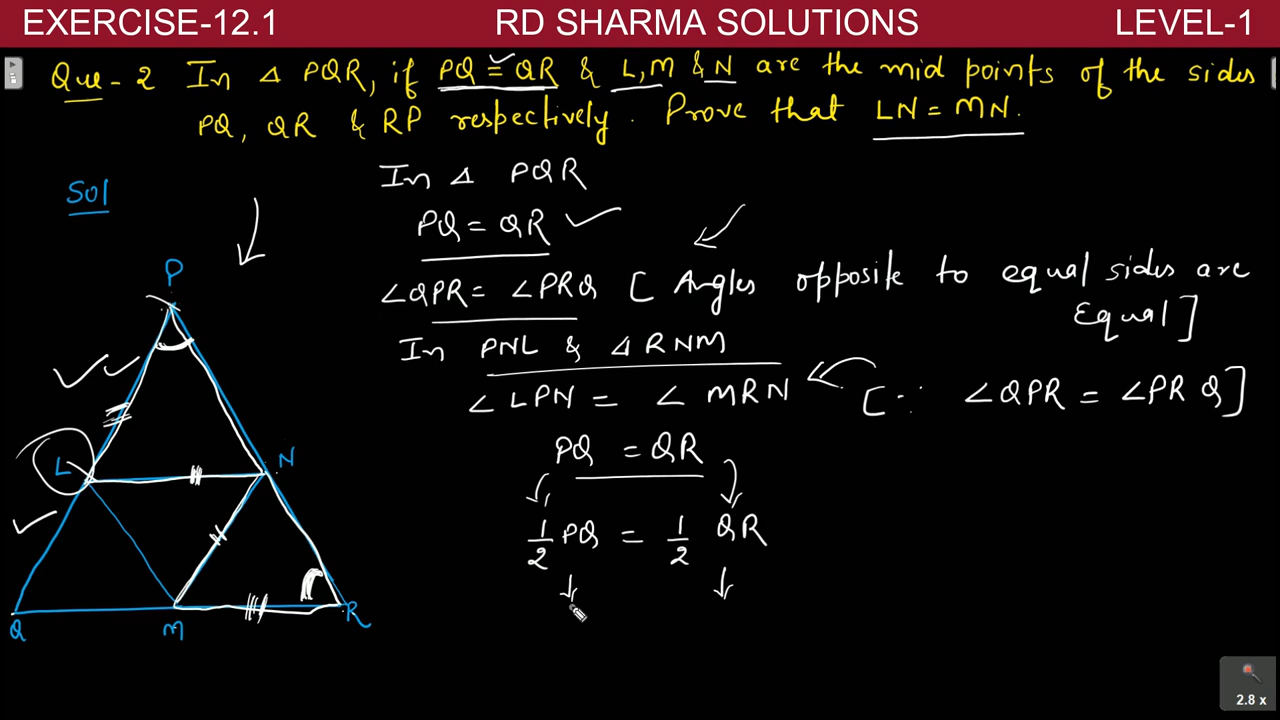 EXERCISE-12.1 RD SHARMA SOLUTIONS LEVEL-1
Que - 2 In Δ PQR, if PQ = QR & L, M & N are the mid points of the sides
PQ, QR & RP respectively. Prove that LN = MN.
Sol
In Δ PQR
PQ = QR
∠QPR = ∠PRQ [ Angles opposite to equal sides are
Equal ]
In PNL & Δ RNM
∠ LPN = ∠ MRN [ ∵ ∠QPR = ∠PRQ ]
PQ = QR
1/2 PQ = 1/2 QR
P
L
N
Q
M
R
2.8 x